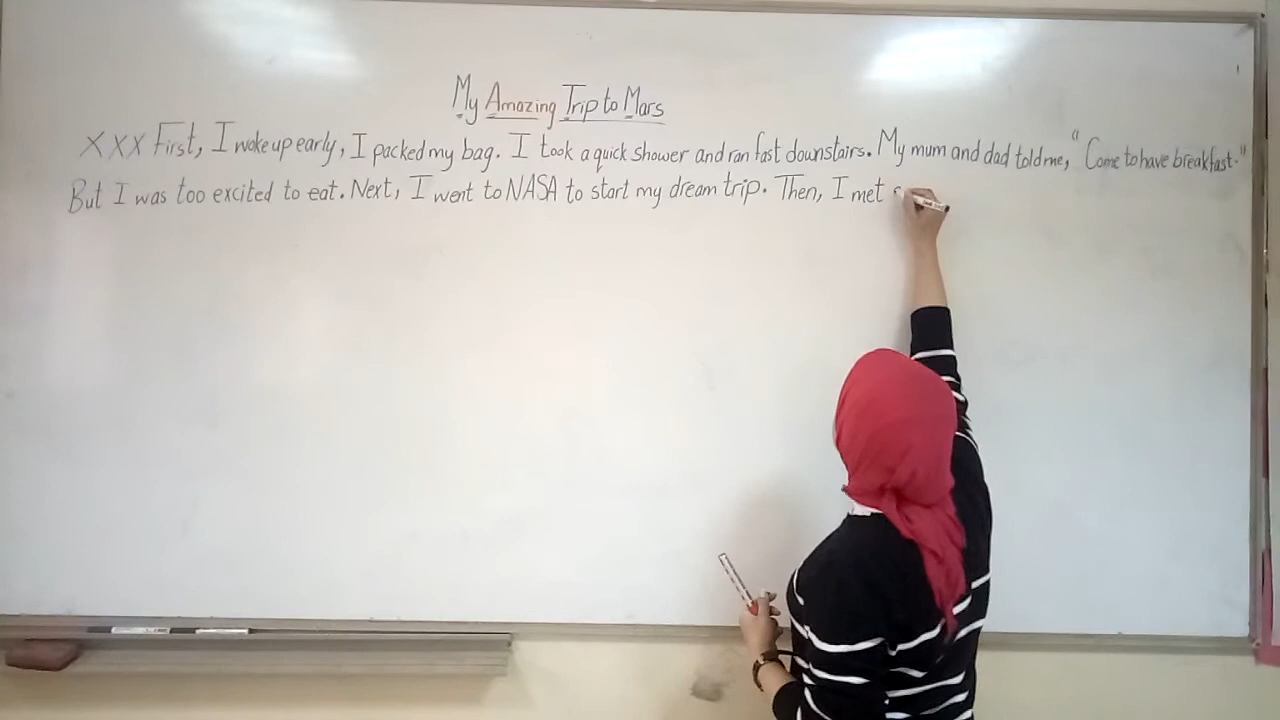 My Amazing Trip to Mars
XXX First, I woke up early, I packed my bag. I took a quick shower and ran fast downstairs. My mum and dad told me, "Come to have breakfast."
But I was too excited to eat. Next, I went to NASA to start my dream trip. Then, I met